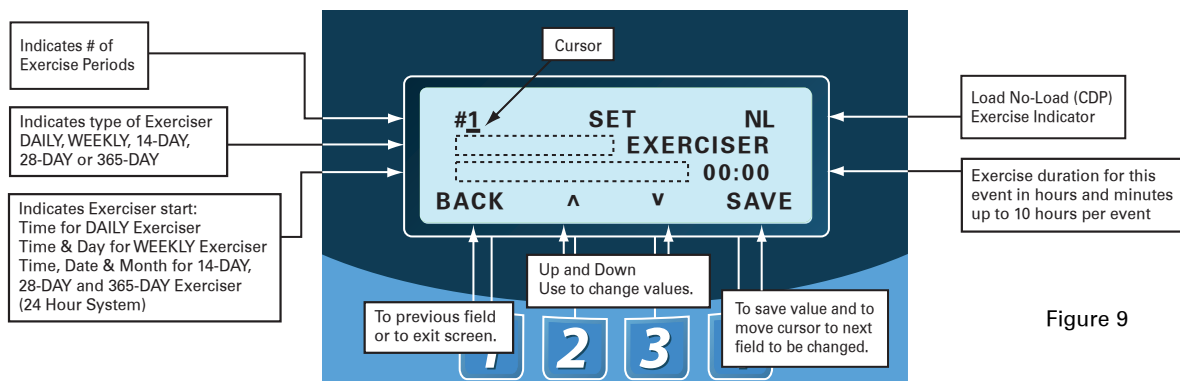 Indicates # of
Exercise Periods
Indicates type of Exerciser
DAILY, WEEKLY, 14-DAY,
28-DAY or 365-DAY
Indicates Exerciser start:
Time for DAILY Exerciser
Time & Day for WEEKLY Exerciser
Time, Date & Month for 14-DAY,
28-DAY and 365-DAY Exerciser
(24 Hour System)
Cursor
#1 SET NL
EXERCISER
00:00
BACK ʌ v SAVE
To previous field
or to exit screen.
Up and Down
Use to change values.
To save value and to
move cursor to next
field to be changed.
2 3
Load No-Load (CDP)
Exercise Indicator
Exercise duration for this
event in hours and minutes
up to 10 hours per event
Figure 9